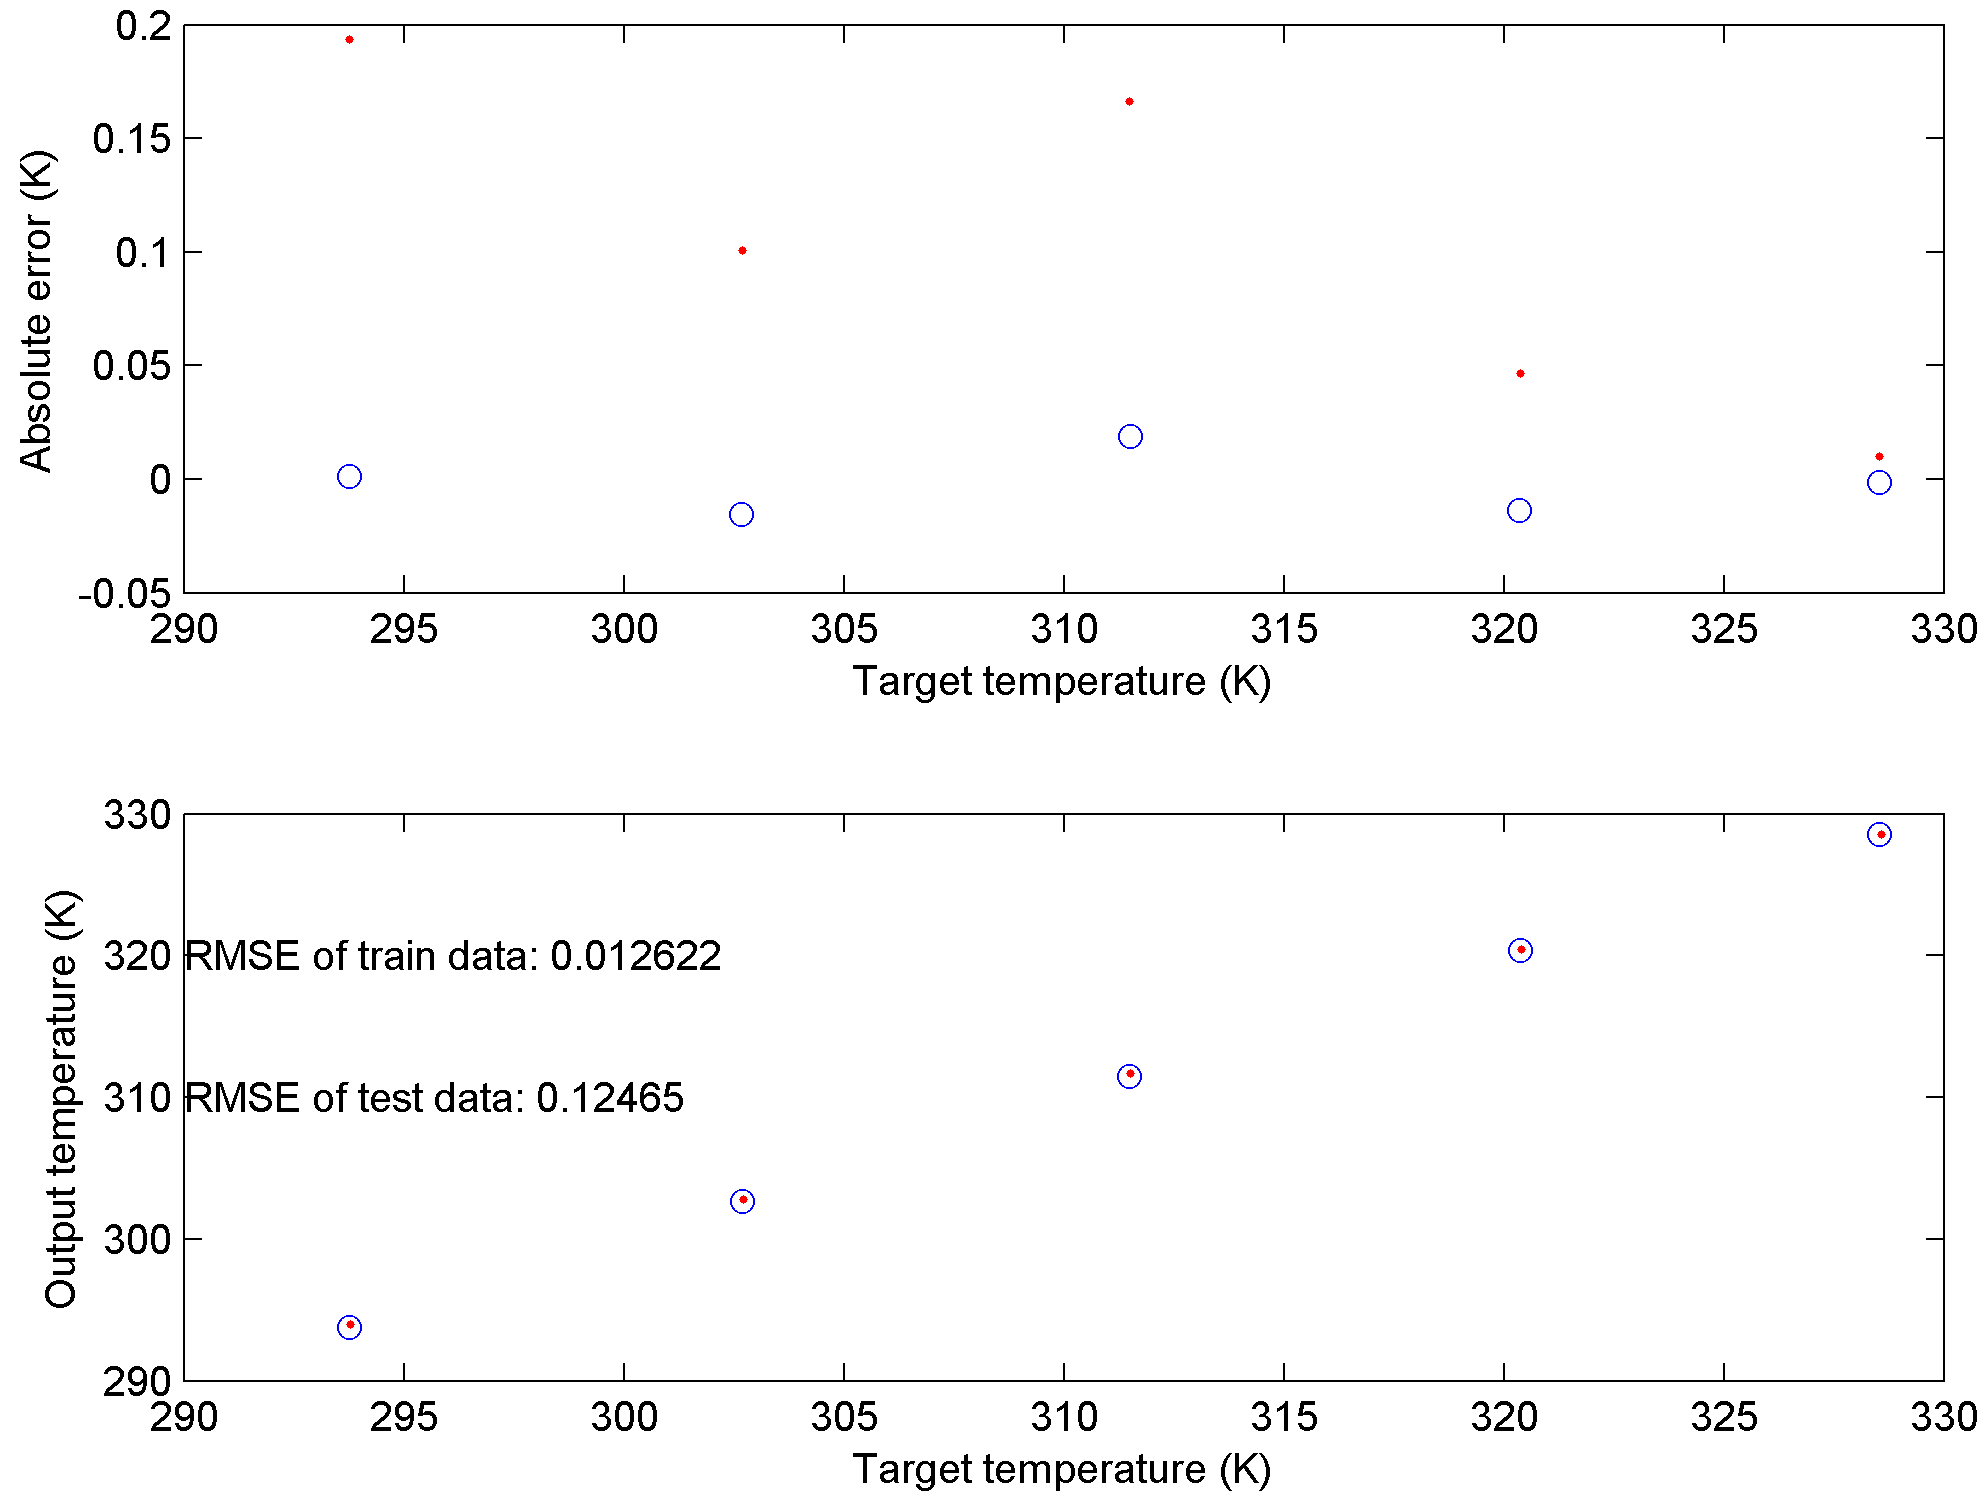 0.2
0.15
0.1
0.05
0
-0.05
Absolute error (K)
290 295 300 305 310 315 320 325 330
Target temperature (K)
330
320
310
300
290
Output temperature (K)
RMSE of train data: 0.012622
RMSE of test data: 0.12465
290 295 300 305 310 315 320 325 330
Target temperature (K)